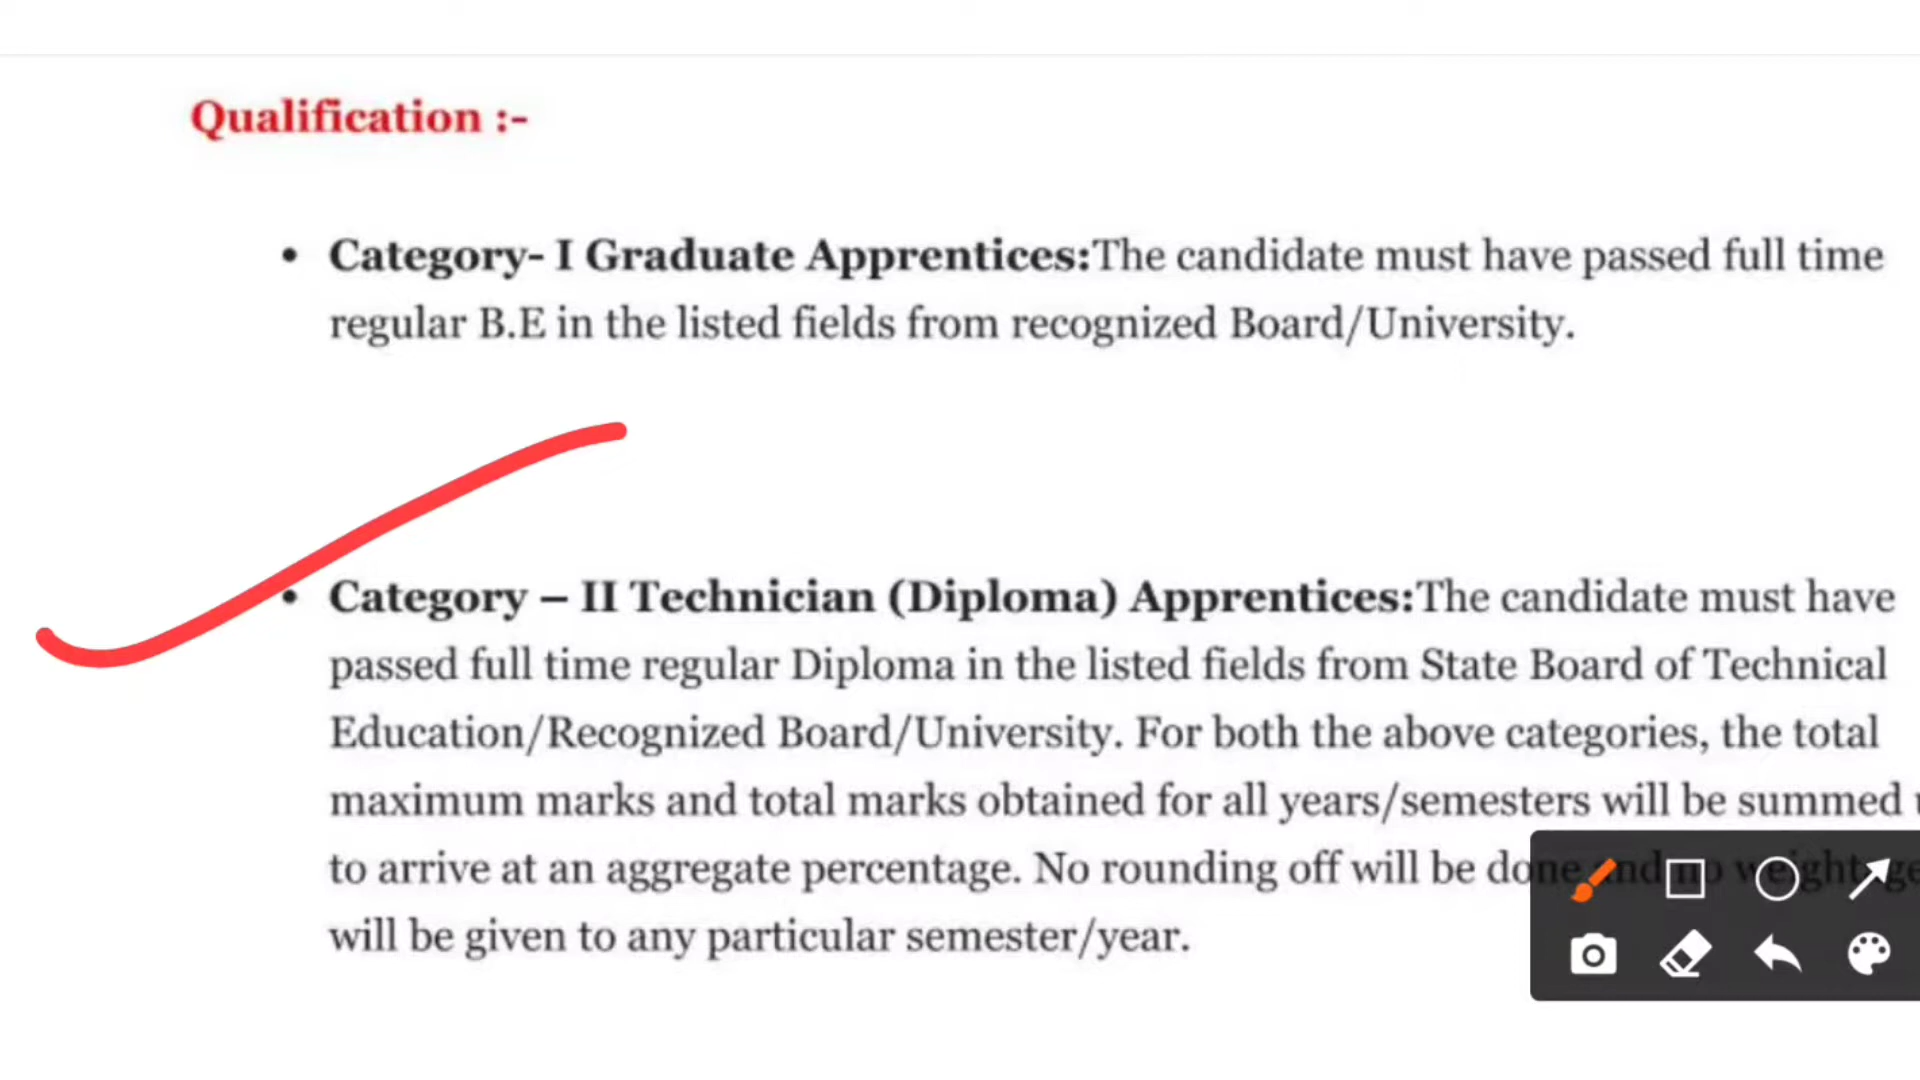 Qualification :-
• Category- I Graduate Apprentices:The candidate must have passed full time
regular B.E in the listed fields from recognized Board/University.
• Category – II Technician (Diploma) Apprentices:The candidate must have
passed full time regular Diploma in the listed fields from State Board of Technical
Education/Recognized Board/University. For both the above categories, the total
maximum marks and total marks obtained for all years/semesters will be summed
to arrive at an aggregate percentage. No rounding off will be done and no weightage
will be given to any particular semester/year.